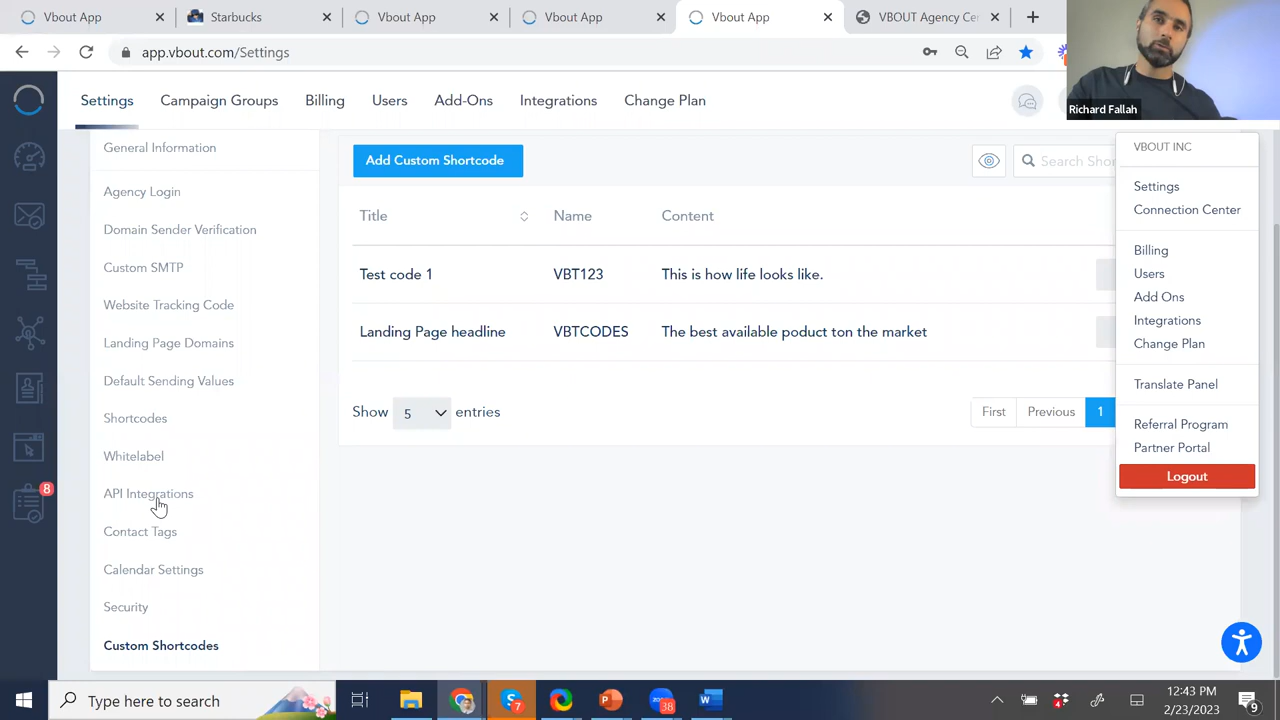 Vbout App
Starbucks
Vbout App
Vbout App
Vbout App
VBOUT Agency Ce
app.vbout.com/Settings
Richard Fallah
Settings
Campaign Groups
Billing
Users
Add-Ons
Integrations
Change Plan
General Information
Agency Login
Domain Sender Verification
Custom SMTP
Website Tracking Code
Landing Page Domains
Default Sending Values
Shortcodes
Whitelabel
API Integrations
Contact Tags
Calendar Settings
Security
Custom Shortcodes
8
Add Custom Shortcode
Search Sho
Title
Name
Content
Test code 1
VBT123
This is how life looks like.
Landing Page headline
VBTCODES
The best available poduct ton the market
Show 5 entries
First
Previous
1
VBOUT INC
Settings
Connection Center
Billing
Users
Add Ons
Integrations
Change Plan
Translate Panel
Referral Program
Partner Portal
Logout
Type here to search
7
38
4
12:43 PM
2/23/2023
9